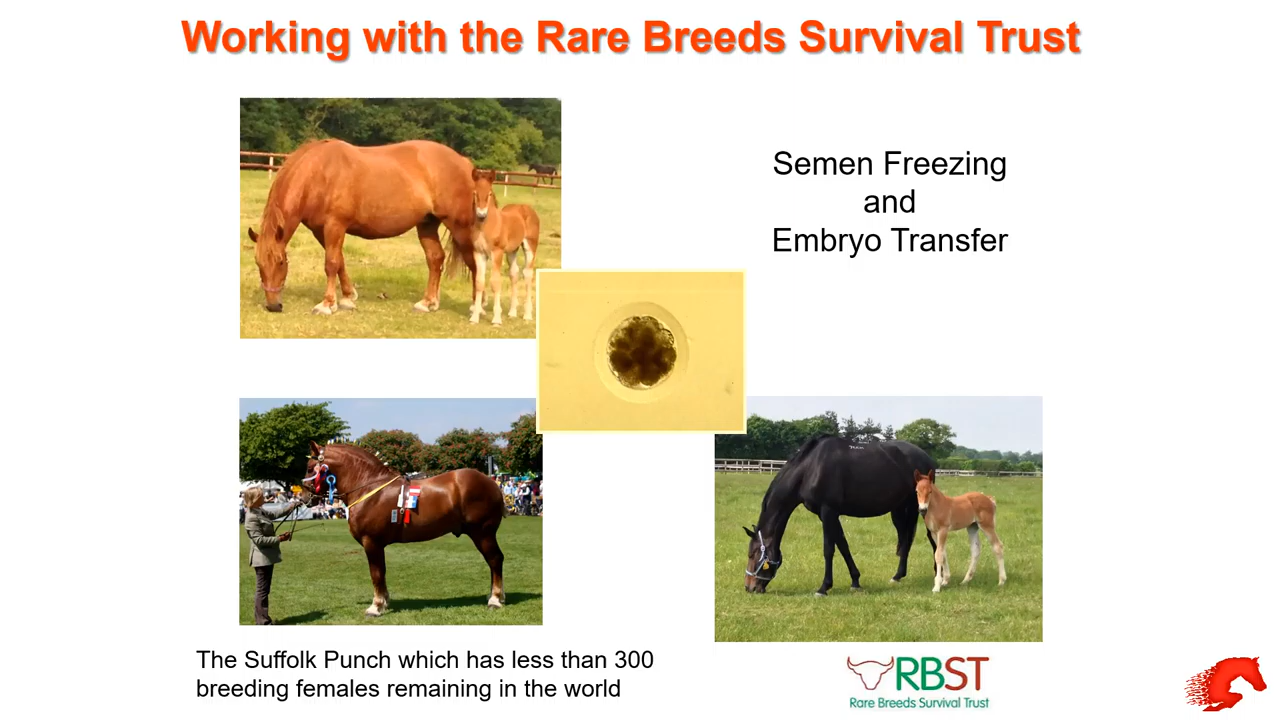 Working with the Rare Breeds Survival Trust
Semen Freezing
and
Embryo Transfer
The Suffolk Punch which has less than 300
breeding females remaining in the world
RBST
Rare Breeds Survival Trust